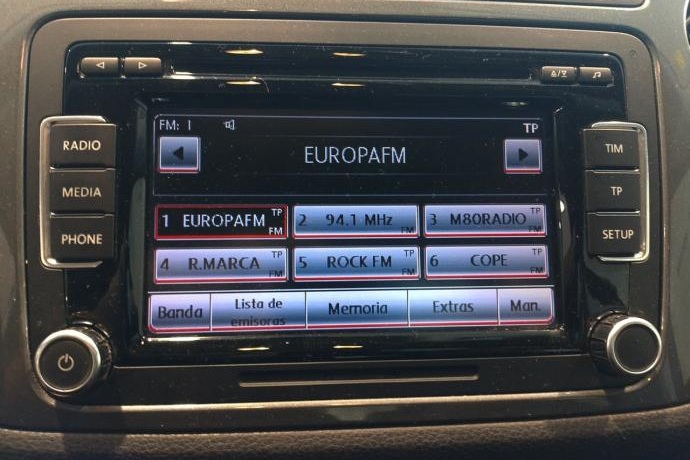 FM: 1 TP
EUROPAFM
RADIO
MEDIA
PHONE
TIM
TP
SETUP
1 EUROPAFM TP FM
2 94.1 MHz FM
3 M80RADIO TP FM
4 R.MARCA TP FM
5 ROCK FM TP FM
6 COPE TP FM
Banda
Lista de
emisoras
Memoria
Extras
Man.